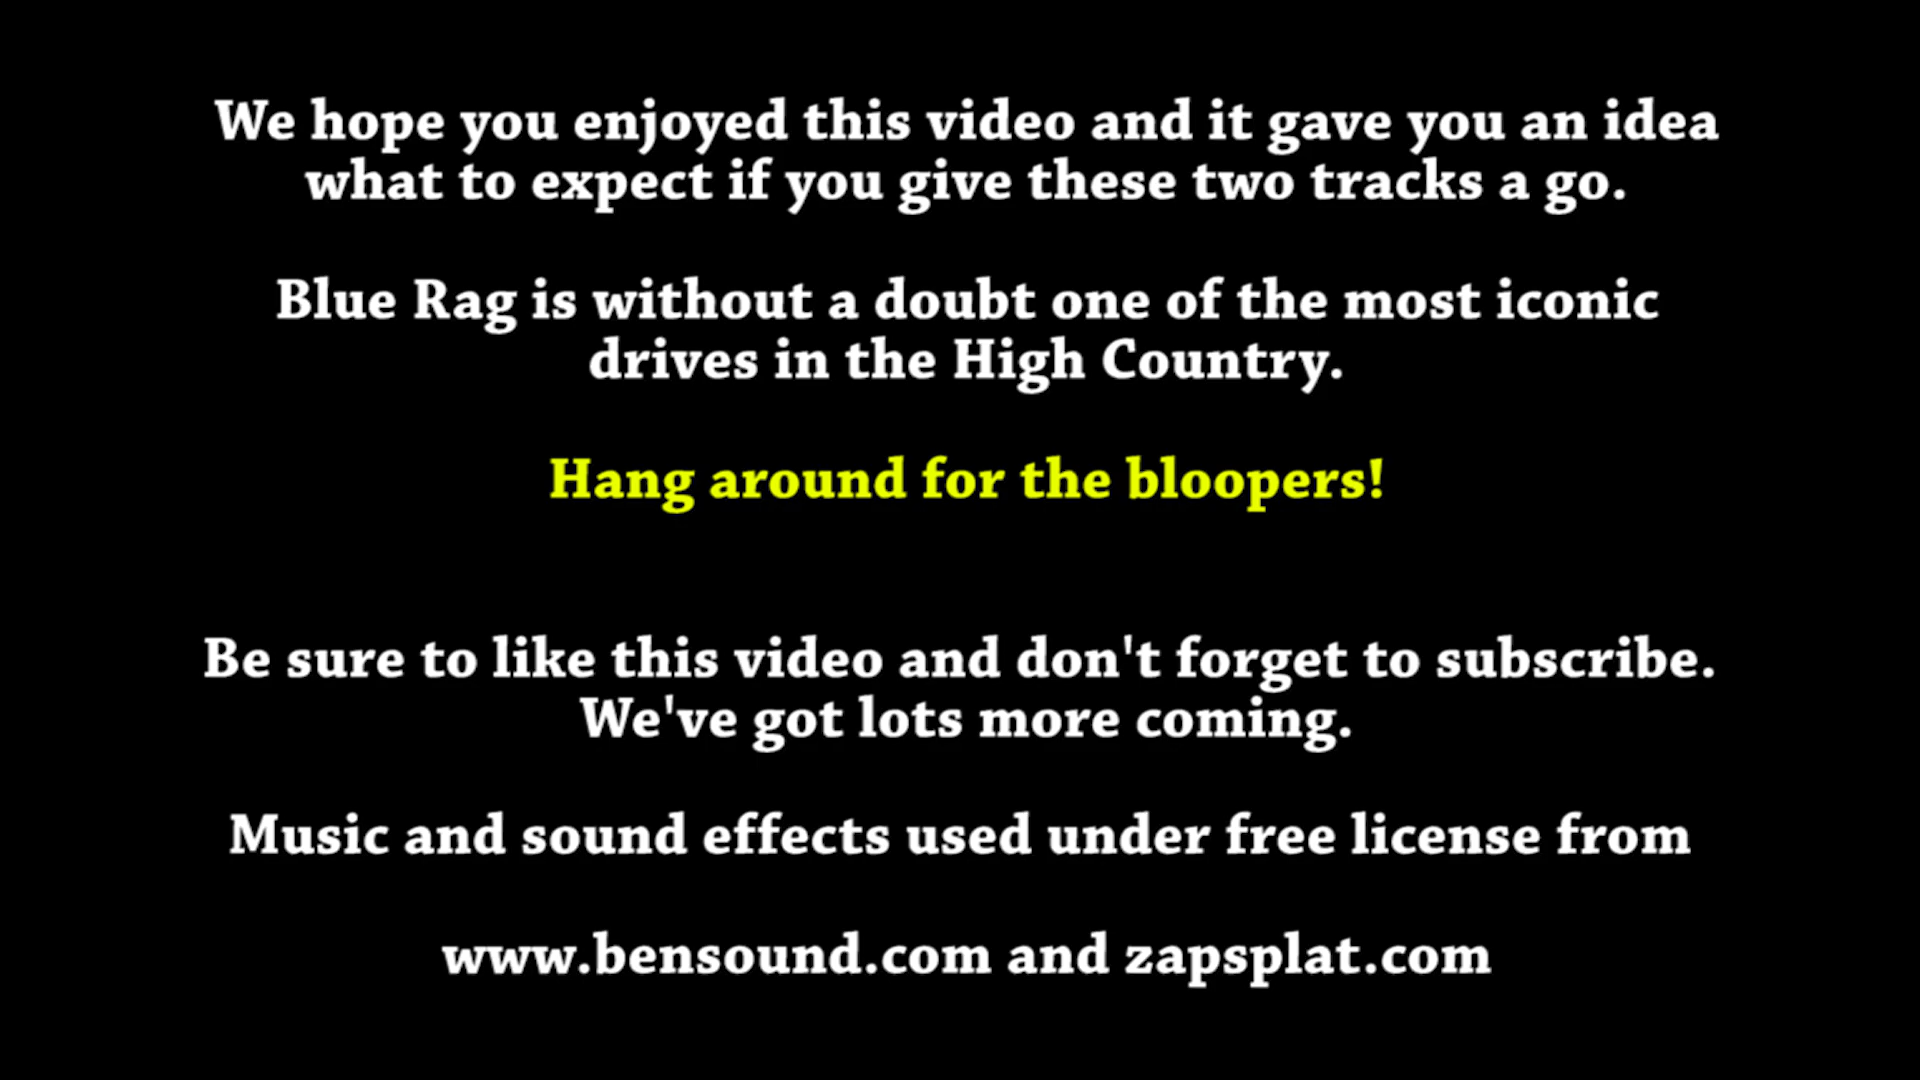 We hope you enjoyed this video and it gave you an idea
what to expect if you give these two tracks a go.
Blue Rag is without a doubt one of the most iconic
drives in the High Country.
Hang around for the bloopers!
Be sure to like this video and don't forget to subscribe.
We've got lots more coming.
Music and sound effects used under free license from
www.bensound.com and zapsplat.com